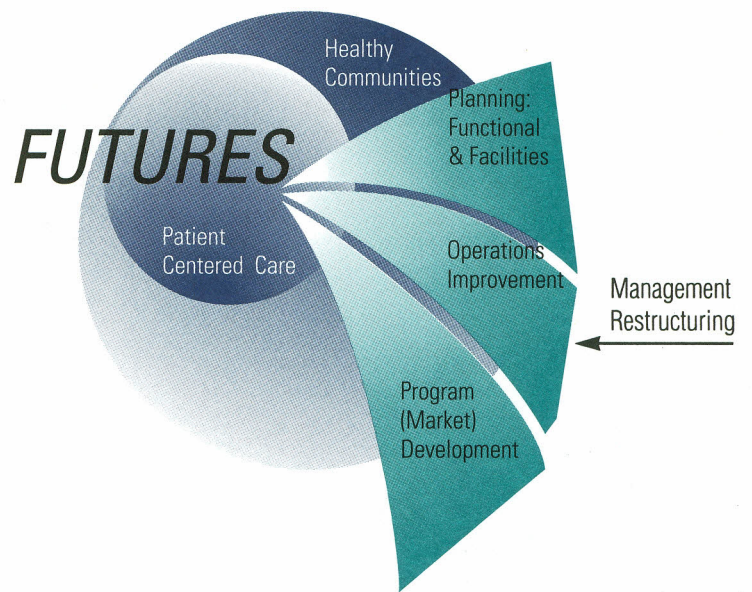 Healthy
Communities
Planning:
Functional
& Facilities
FUTURES
Patient
Centered Care
Operations
Improvement
Management
Restructuring
Program
(Market)
Development